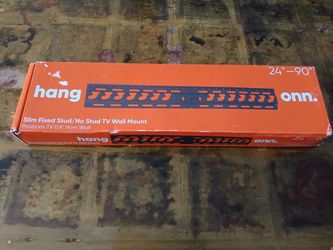 24"–90"
hang
onn.
Slim Fixed Stud/No Stud TV Wall Mount
Positions TV 0.8" from Wall
hang
onn.